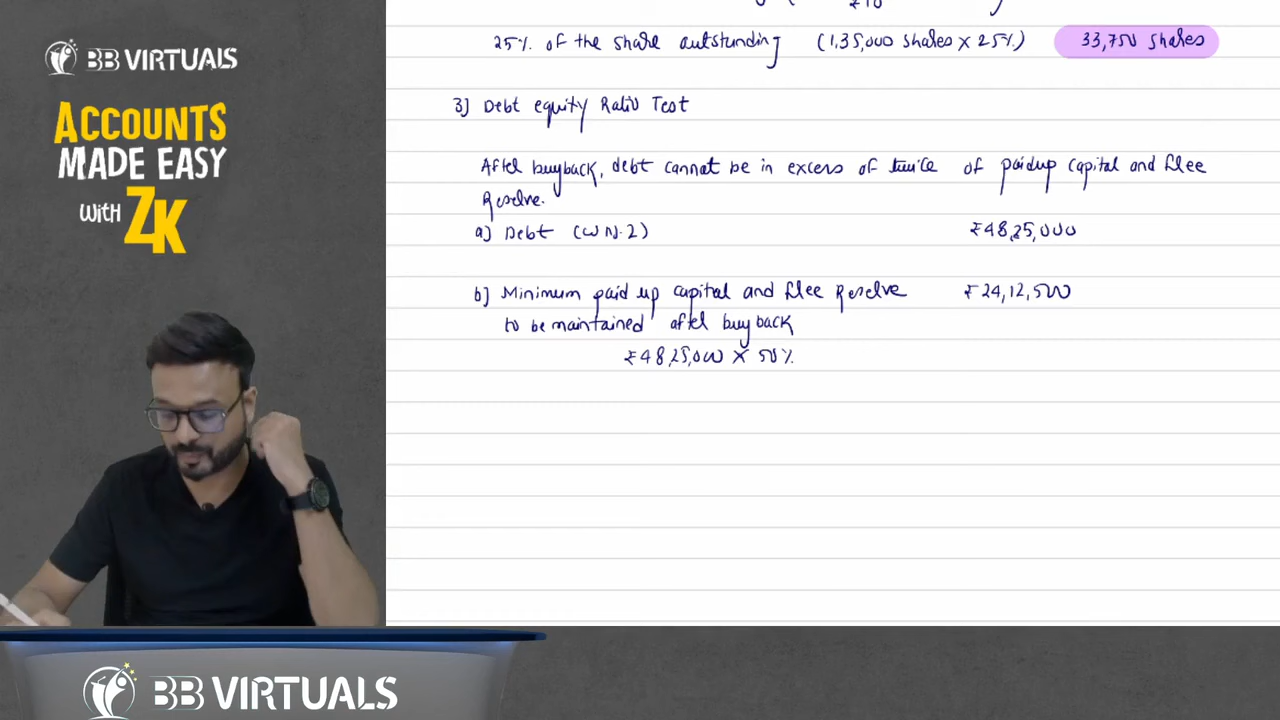 BB VIRTUALS
ACCOUNTS
MADE EASY
WITH ZK
25% of the share outstanding (1,35,000 shares × 25%) 33,750 shares
3] Debt equity Ratio Test
After buyback, debt cannot be in excess of twice of paidup capital and free
Reserve.
a] Debt (W N. 2) ₹48,25,000
b] Minimum paid up capital and free Reserve ₹24,12,500
to be maintained after buy back
₹48,25,000 × 50%
BB VIRTUALS